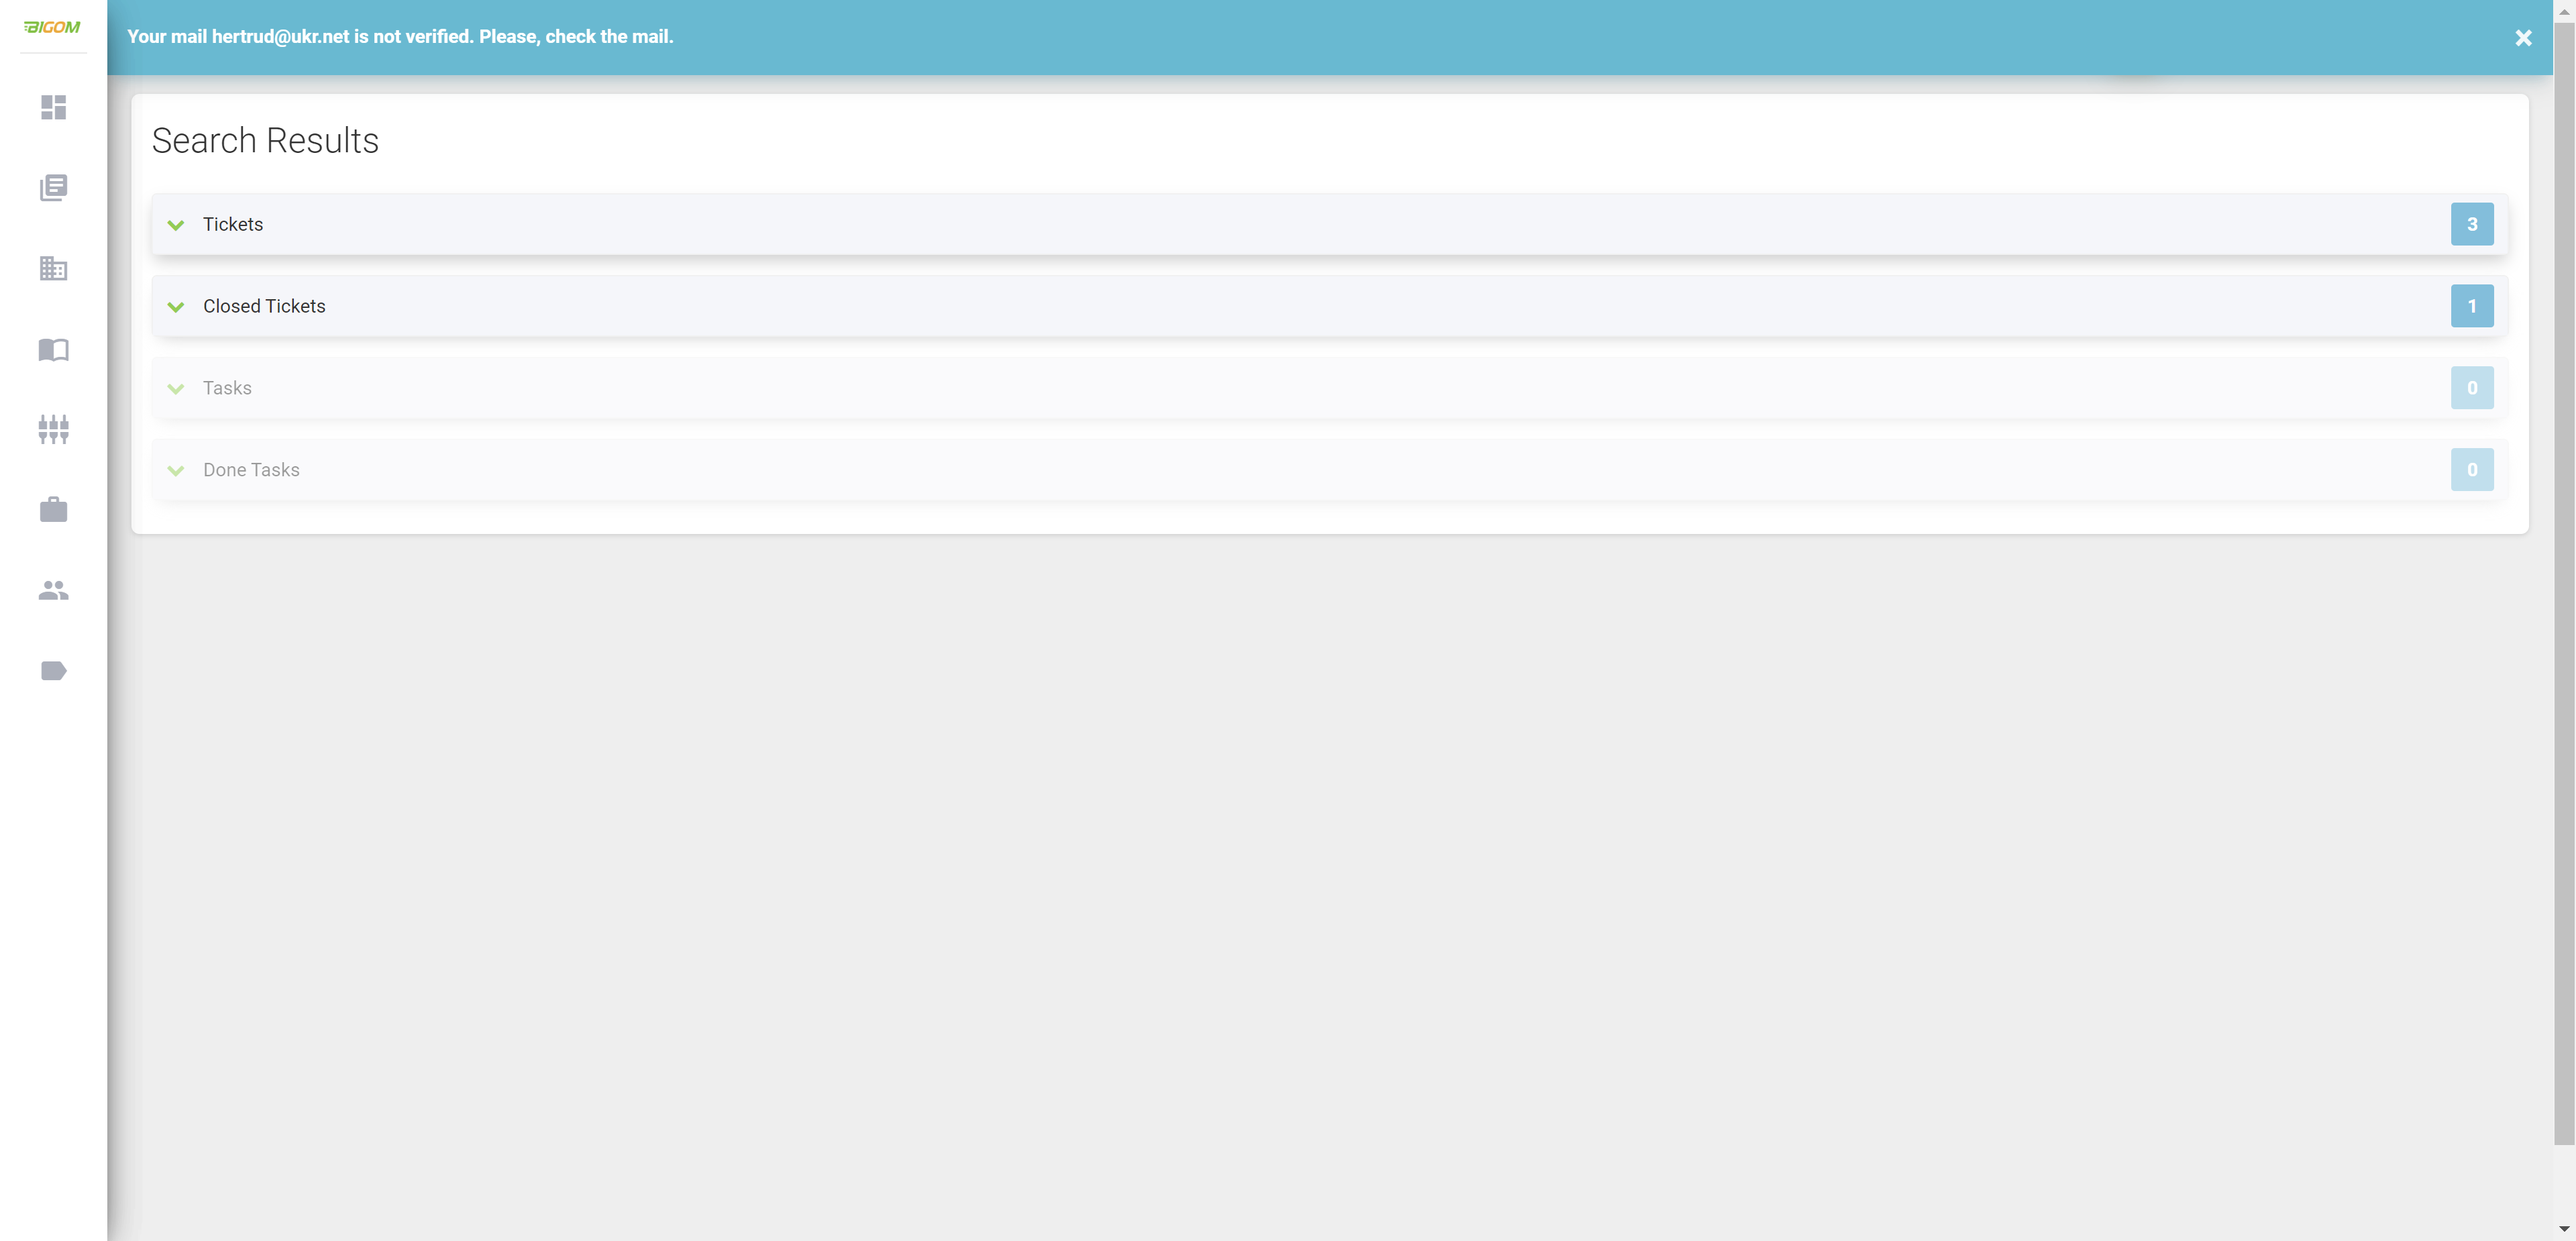 BIGOM
Your mail hertrud@ukr.net is not verified. Please, check the mail.
Search Results
Tickets 3
Closed Tickets 1
Tasks 0
Done Tasks 0